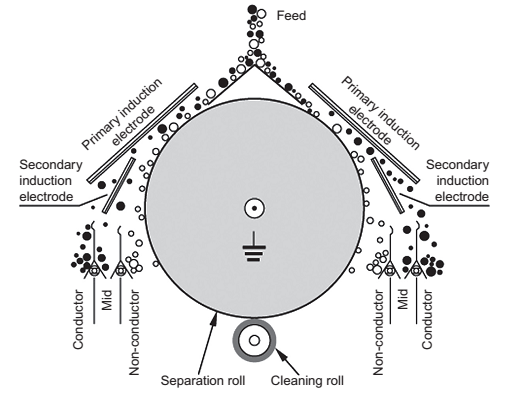 Feed
Primary induction
electrode
Primary induction
electrode
Secondary
induction
electrode
Secondary
induction
electrode
Conductor
Mid
Non-conductor
Non-conductor
Mid
Conductor
Separation roll
Cleaning roll